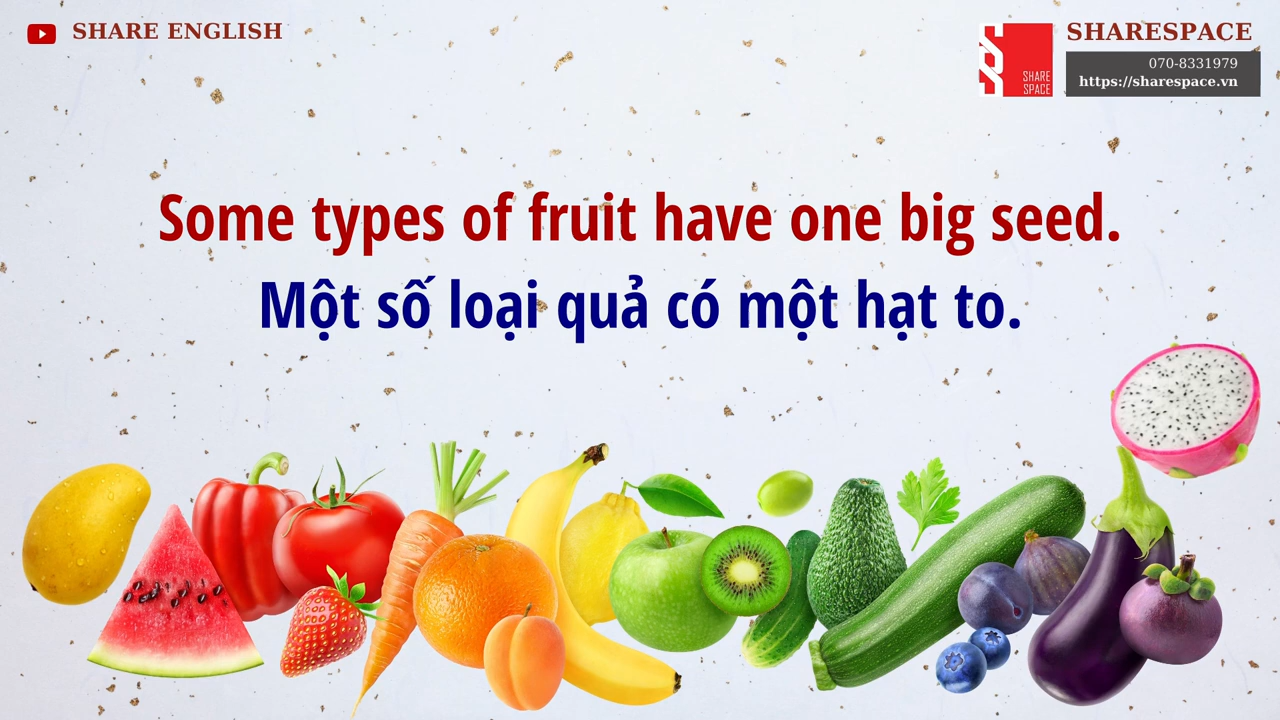 SHARE ENGLISH
SHARE
SPACE
SHARESPACE
070-8331979
https://sharespace.vn
Some types of fruit have one big seed.
Một số loại quả có một hạt to.